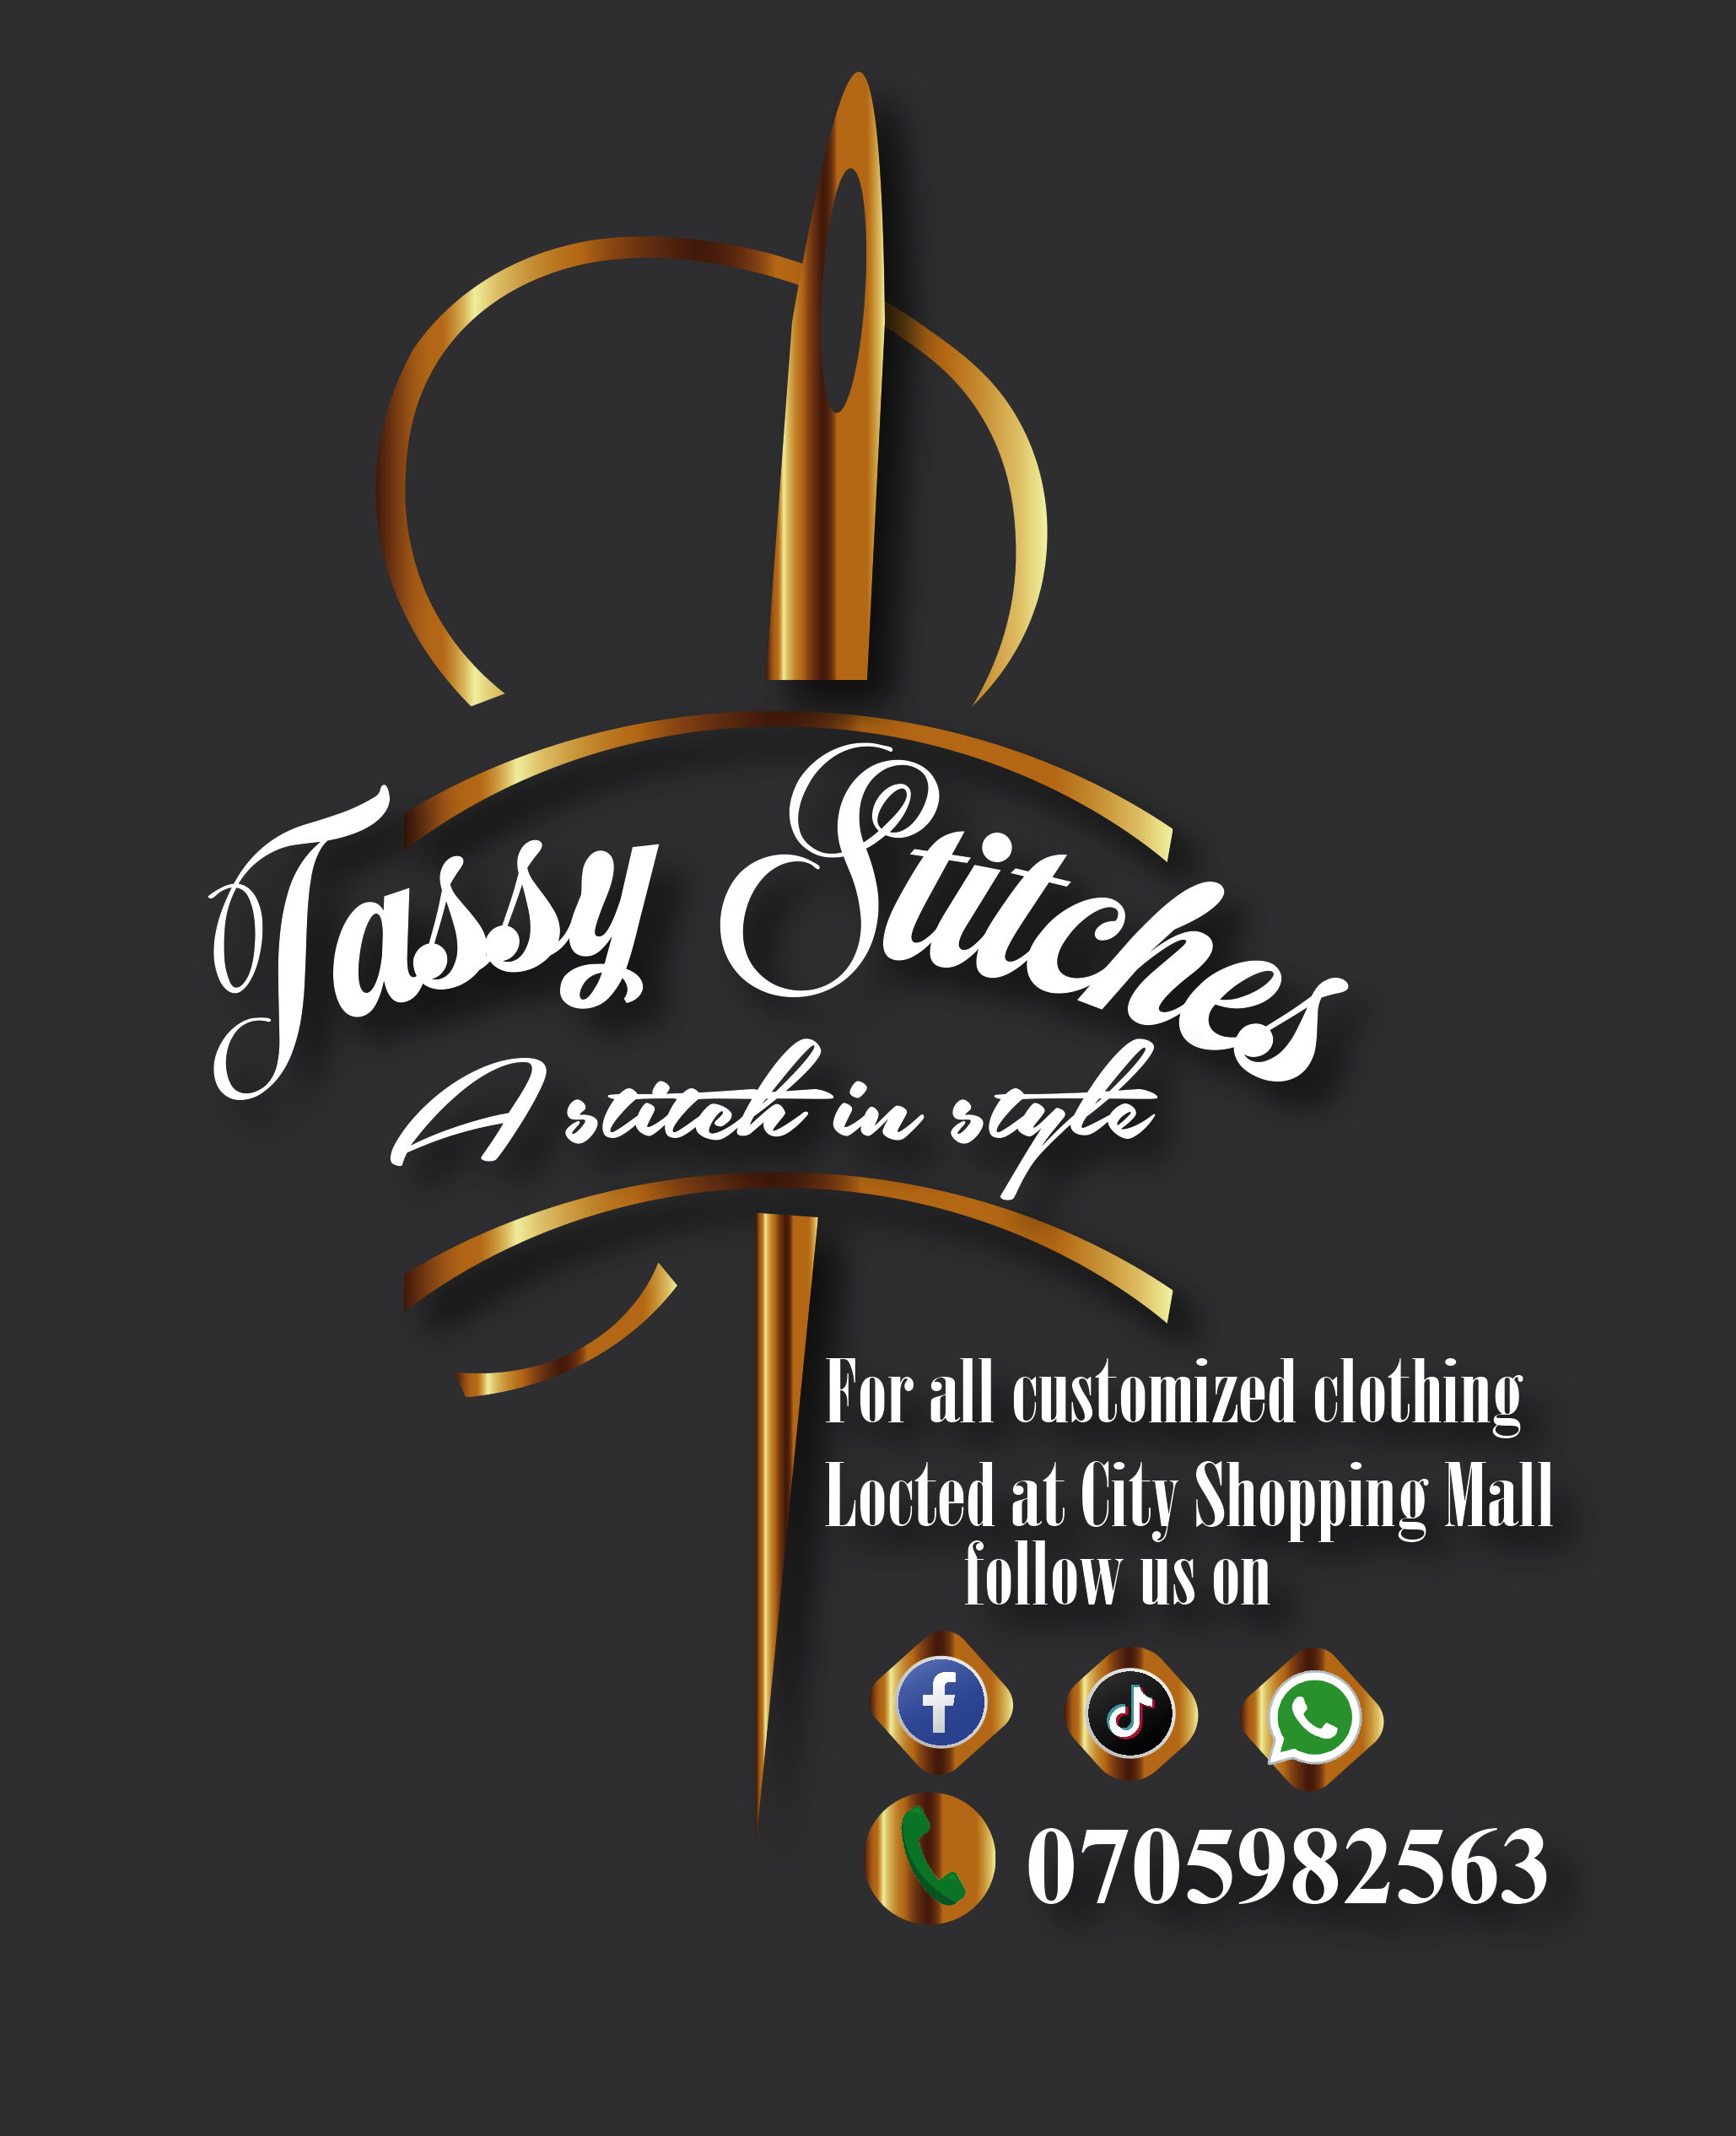 Tassy Stitches
A stitch in style
For all customized clothing
Locted at City Shopping Mall
follow us on
0705982563